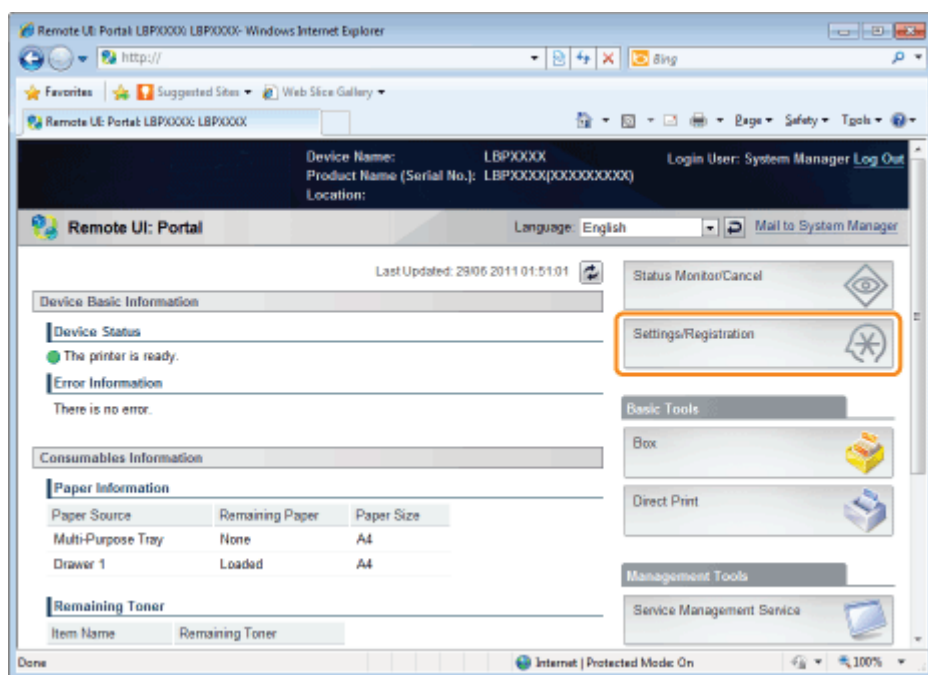 Remote UI: Portal: LBPXXXX: LBPXXXX- Windows Internet Explorer
http://
Bing
Favorites Suggested Sites Web Slice Gallery
Remote UI: Portal: LBPXXXX: LBPXXXX
Page Safety Tools
Device Name: LBPXXXX
Login User: System Manager Log Out
Product Name (Serial No.): LBPXXXX(XXXXXXXXX)
Location:
Remote UI: Portal
Language: English
Mail to System Manager
Last Updated: 29/06 2011 01:51:01
Device Basic Information
Device Status
The printer is ready.
Error Information
There is no error.
Consumables Information
Paper Information
Paper Source Remaining Paper Paper Size
Multi-Purpose Tray None A4
Drawer 1 Loaded A4
Remaining Toner
Item Name Remaining Toner
Status Monitor/Cancel
Settings/Registration
Basic Tools
Box
Direct Print
Management Tools
Service Management Service
Done
Internet | Protected Mode: On
100%